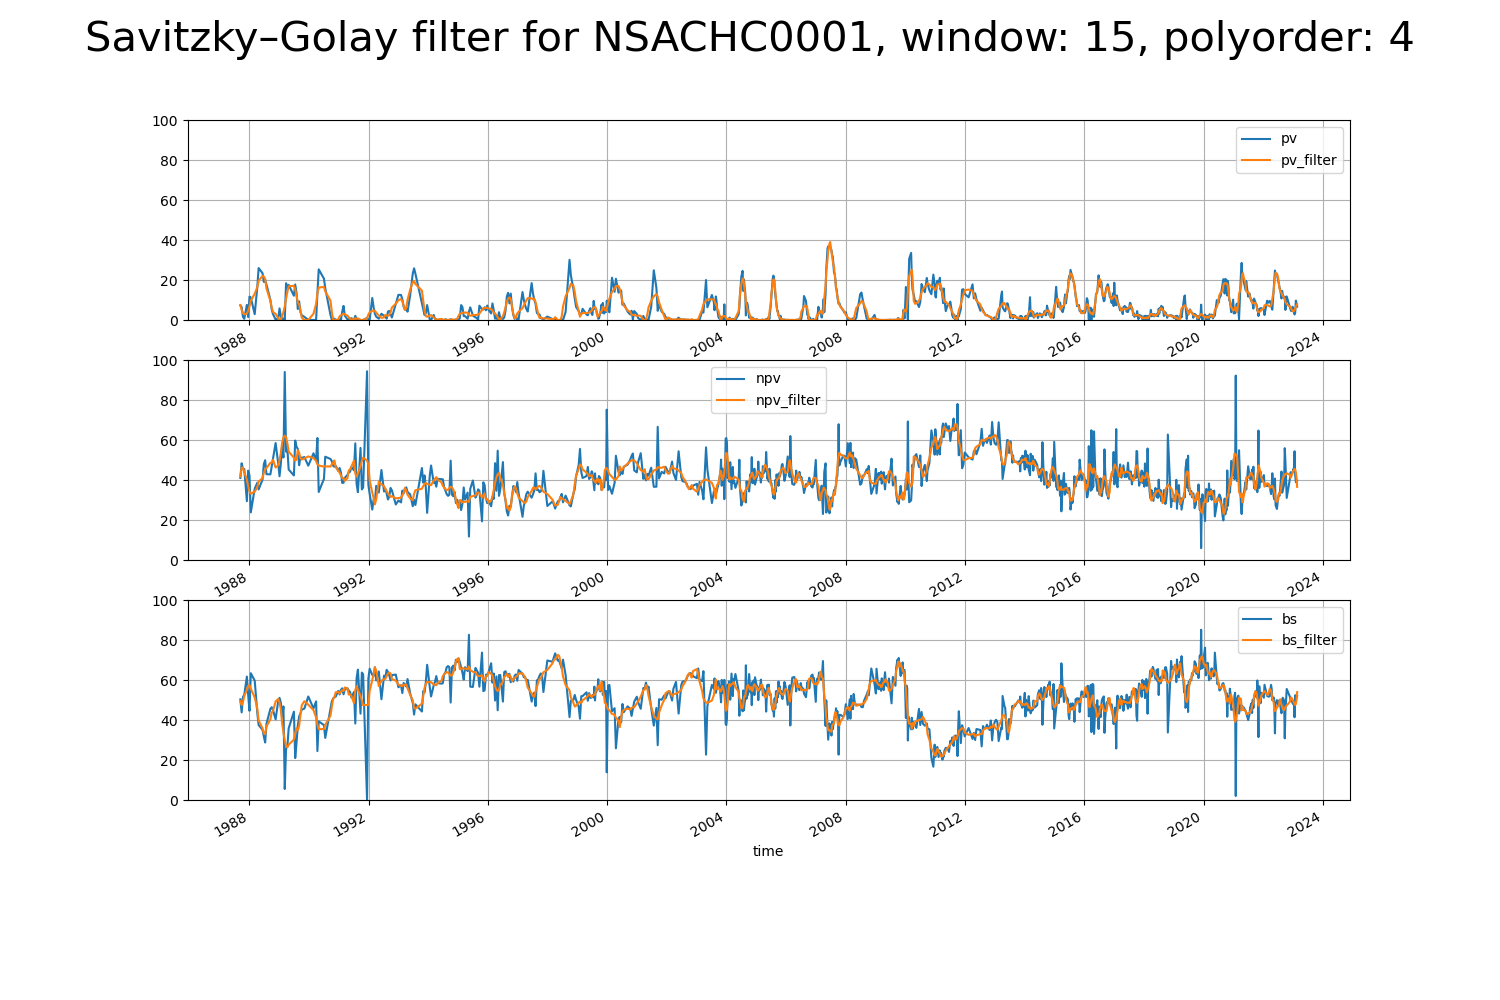 Savitzky–Golay filter for NSACHC0001, window: 15, polyorder: 4
100
80
60
40
20
0
pv
pv_filter
1988 1992 1996 2000 2004 2008 2012 2016 2020 2024
100
80
60
40
20
0
npv
npv_filter
1988 1992 1996 2000 2004 2008 2012 2016 2020 2024
100
80
60
40
20
0
bs
bs_filter
1988 1992 1996 2000 2004 2008 2012 2016 2020 2024
time